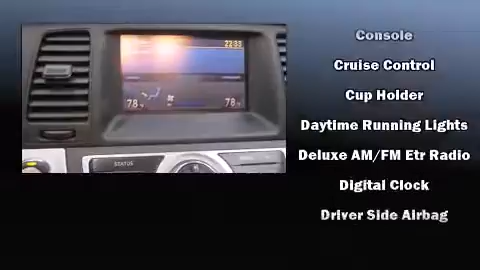 22:33
78 78
STATUS
Console
Cruise Control
Cup Holder
Daytime Running Lights
Deluxe AM/FM Etr Radio
Digital Clock
Driver Side Airbag